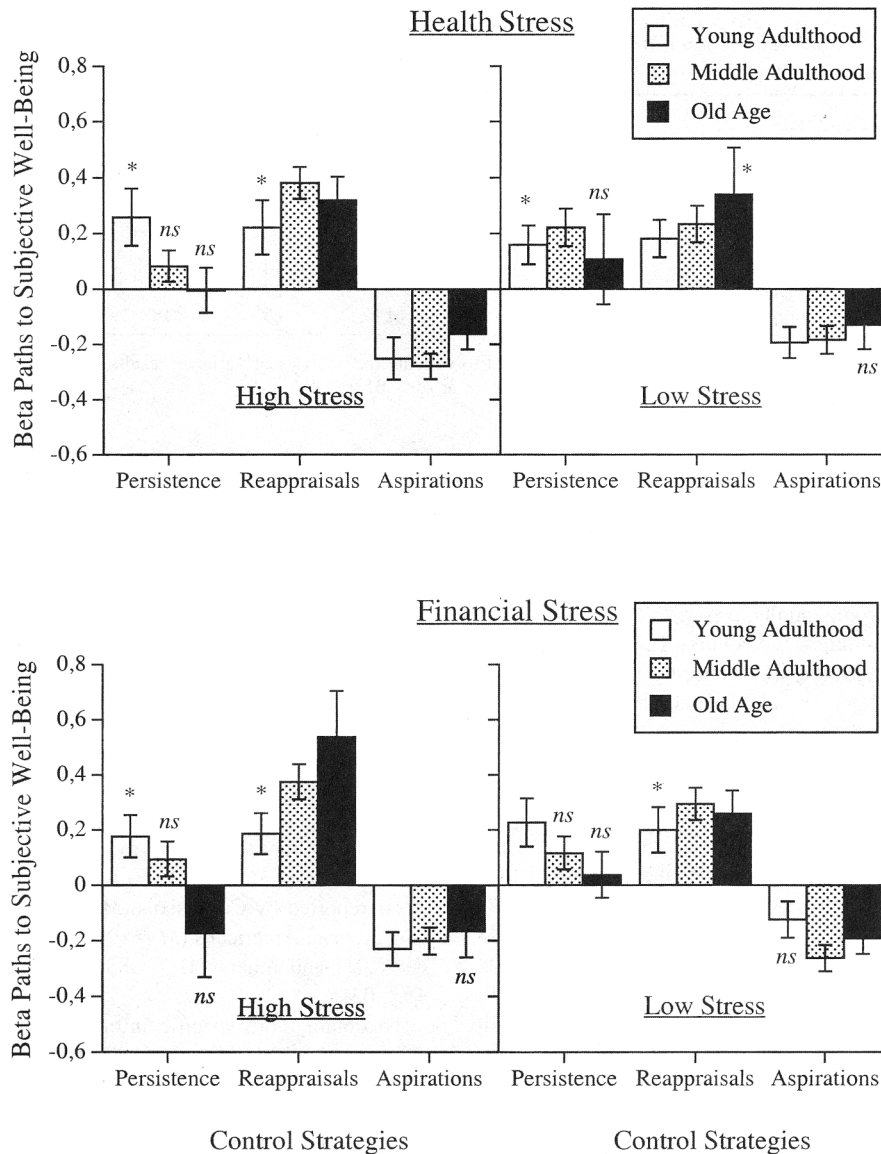 Health Stress
Young Adulthood
Middle Adulthood
Old Age
Beta Paths to Subjective Well-Being
0,8
0,6
0,4
0,2
0
-0,2
-0,4
-0,6
*
ns
ns
*
*
ns
*
ns
High Stress
Low Stress
Persistence Reappraisals Aspirations Persistence Reappraisals Aspirations
Financial Stress
Young Adulthood
Middle Adulthood
Old Age
Beta Paths to Subjective Well-Being
0,8
0,6
0,4
0,2
0
-0,2
-0,4
-0,6
*
ns
ns
*
ns
ns
ns
*
ns
High Stress
Low Stress
Persistence Reappraisals Aspirations Persistence Reappraisals Aspirations
Control Strategies Control Strategies